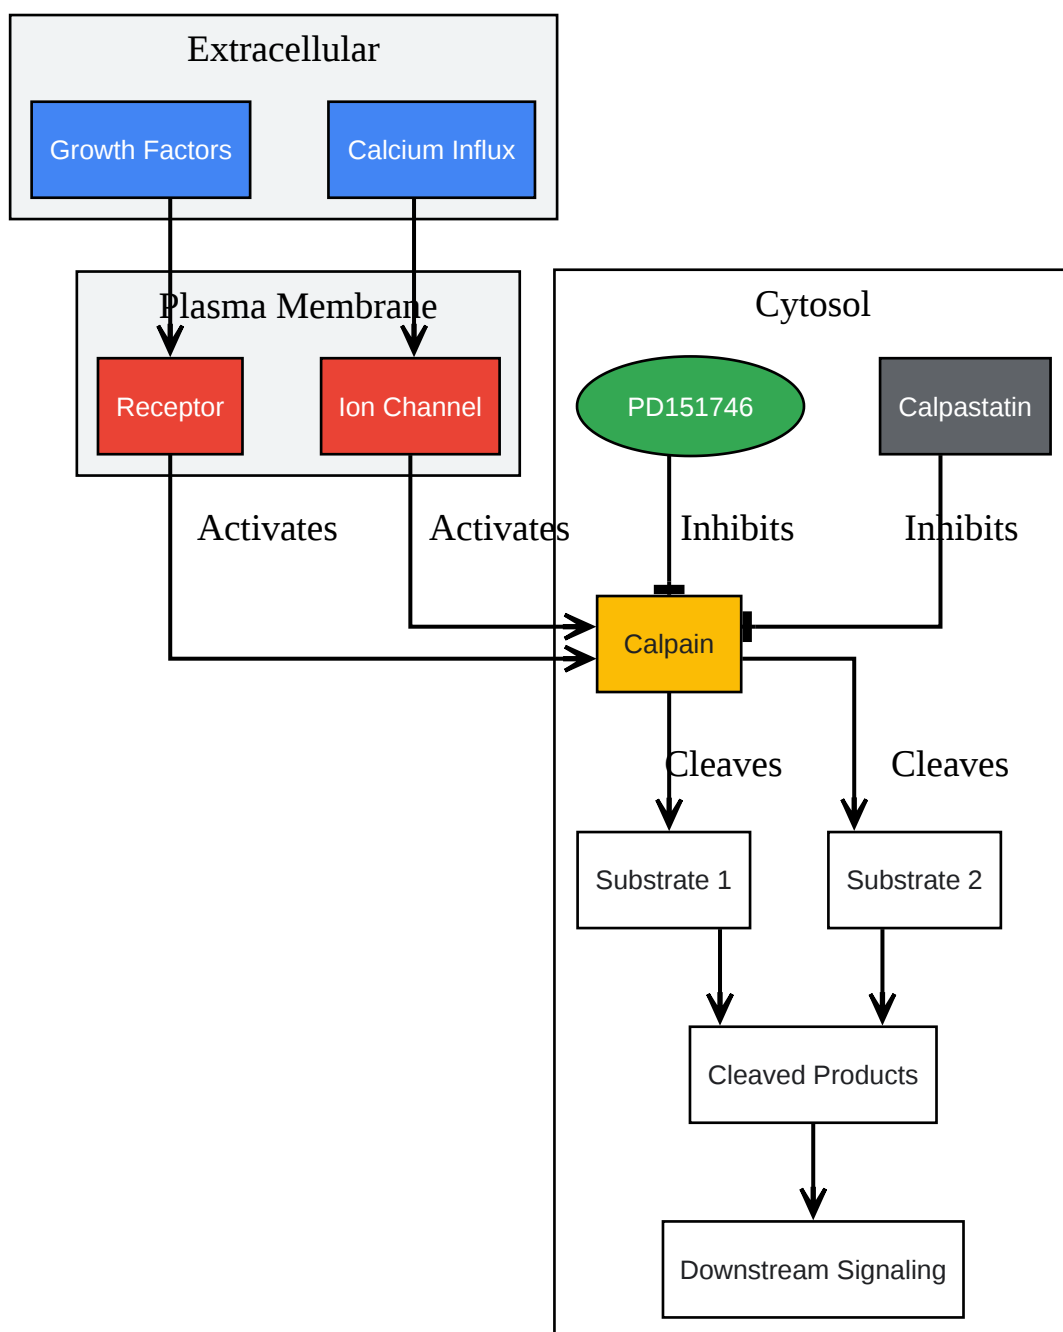 Extracellular
Growth Factors
Calcium Influx
Plasma Membrane
Cytosol
Receptor
Ion Channel
PD151746
Calpastatin
Activates
Activates
Inhibits
Inhibits
Calpain
Cleaves
Cleaves
Substrate 1
Substrate 2
Cleaved Products
Downstream Signaling